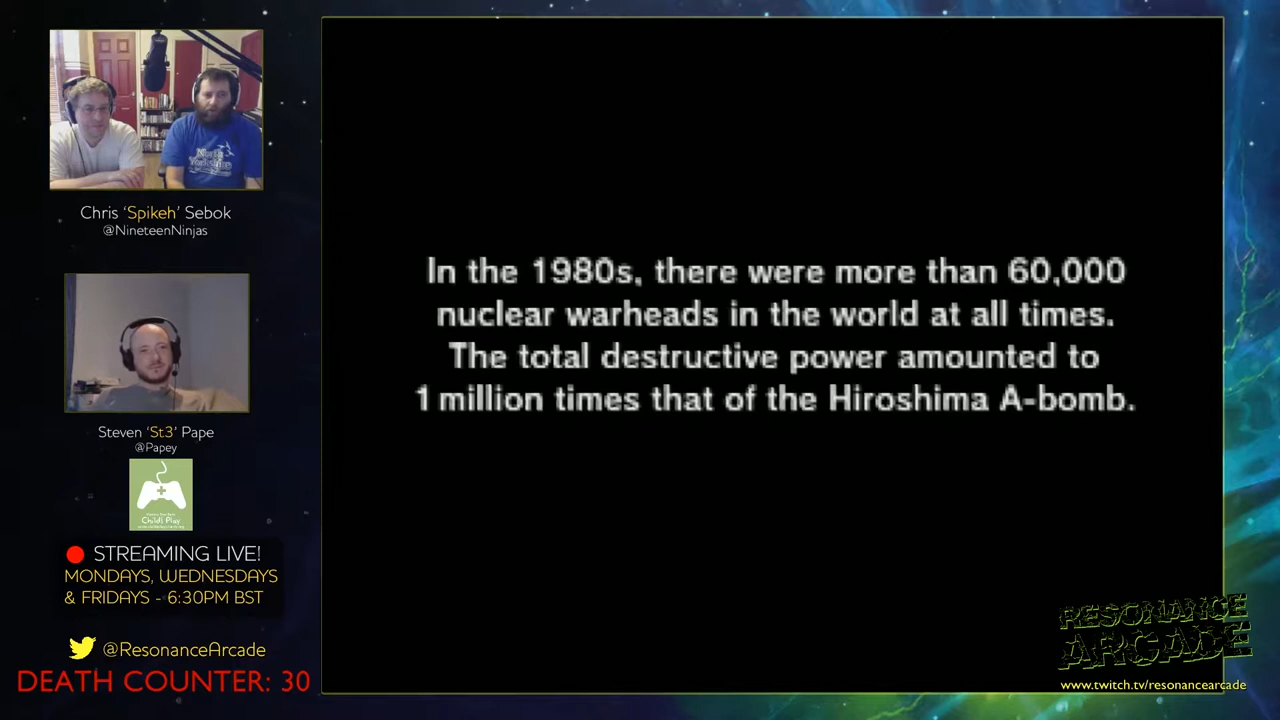 Chris 'Spikeh' Sebok
@NineteenNinjas
Steven 'St3' Pape
@Papey
Child's Play
STREAMING LIVE!
MONDAYS, WEDNESDAYS
& FRIDAYS - 6:30PM BST
@ResonanceArcade
DEATH COUNTER: 30
In the 1980s, there were more than 60,000
nuclear warheads in the world at all times.
The total destructive power amounted to
1 million times that of the Hiroshima A-bomb.
RESONANCE
ARCADE
www.twitch.tv/resonancearcade